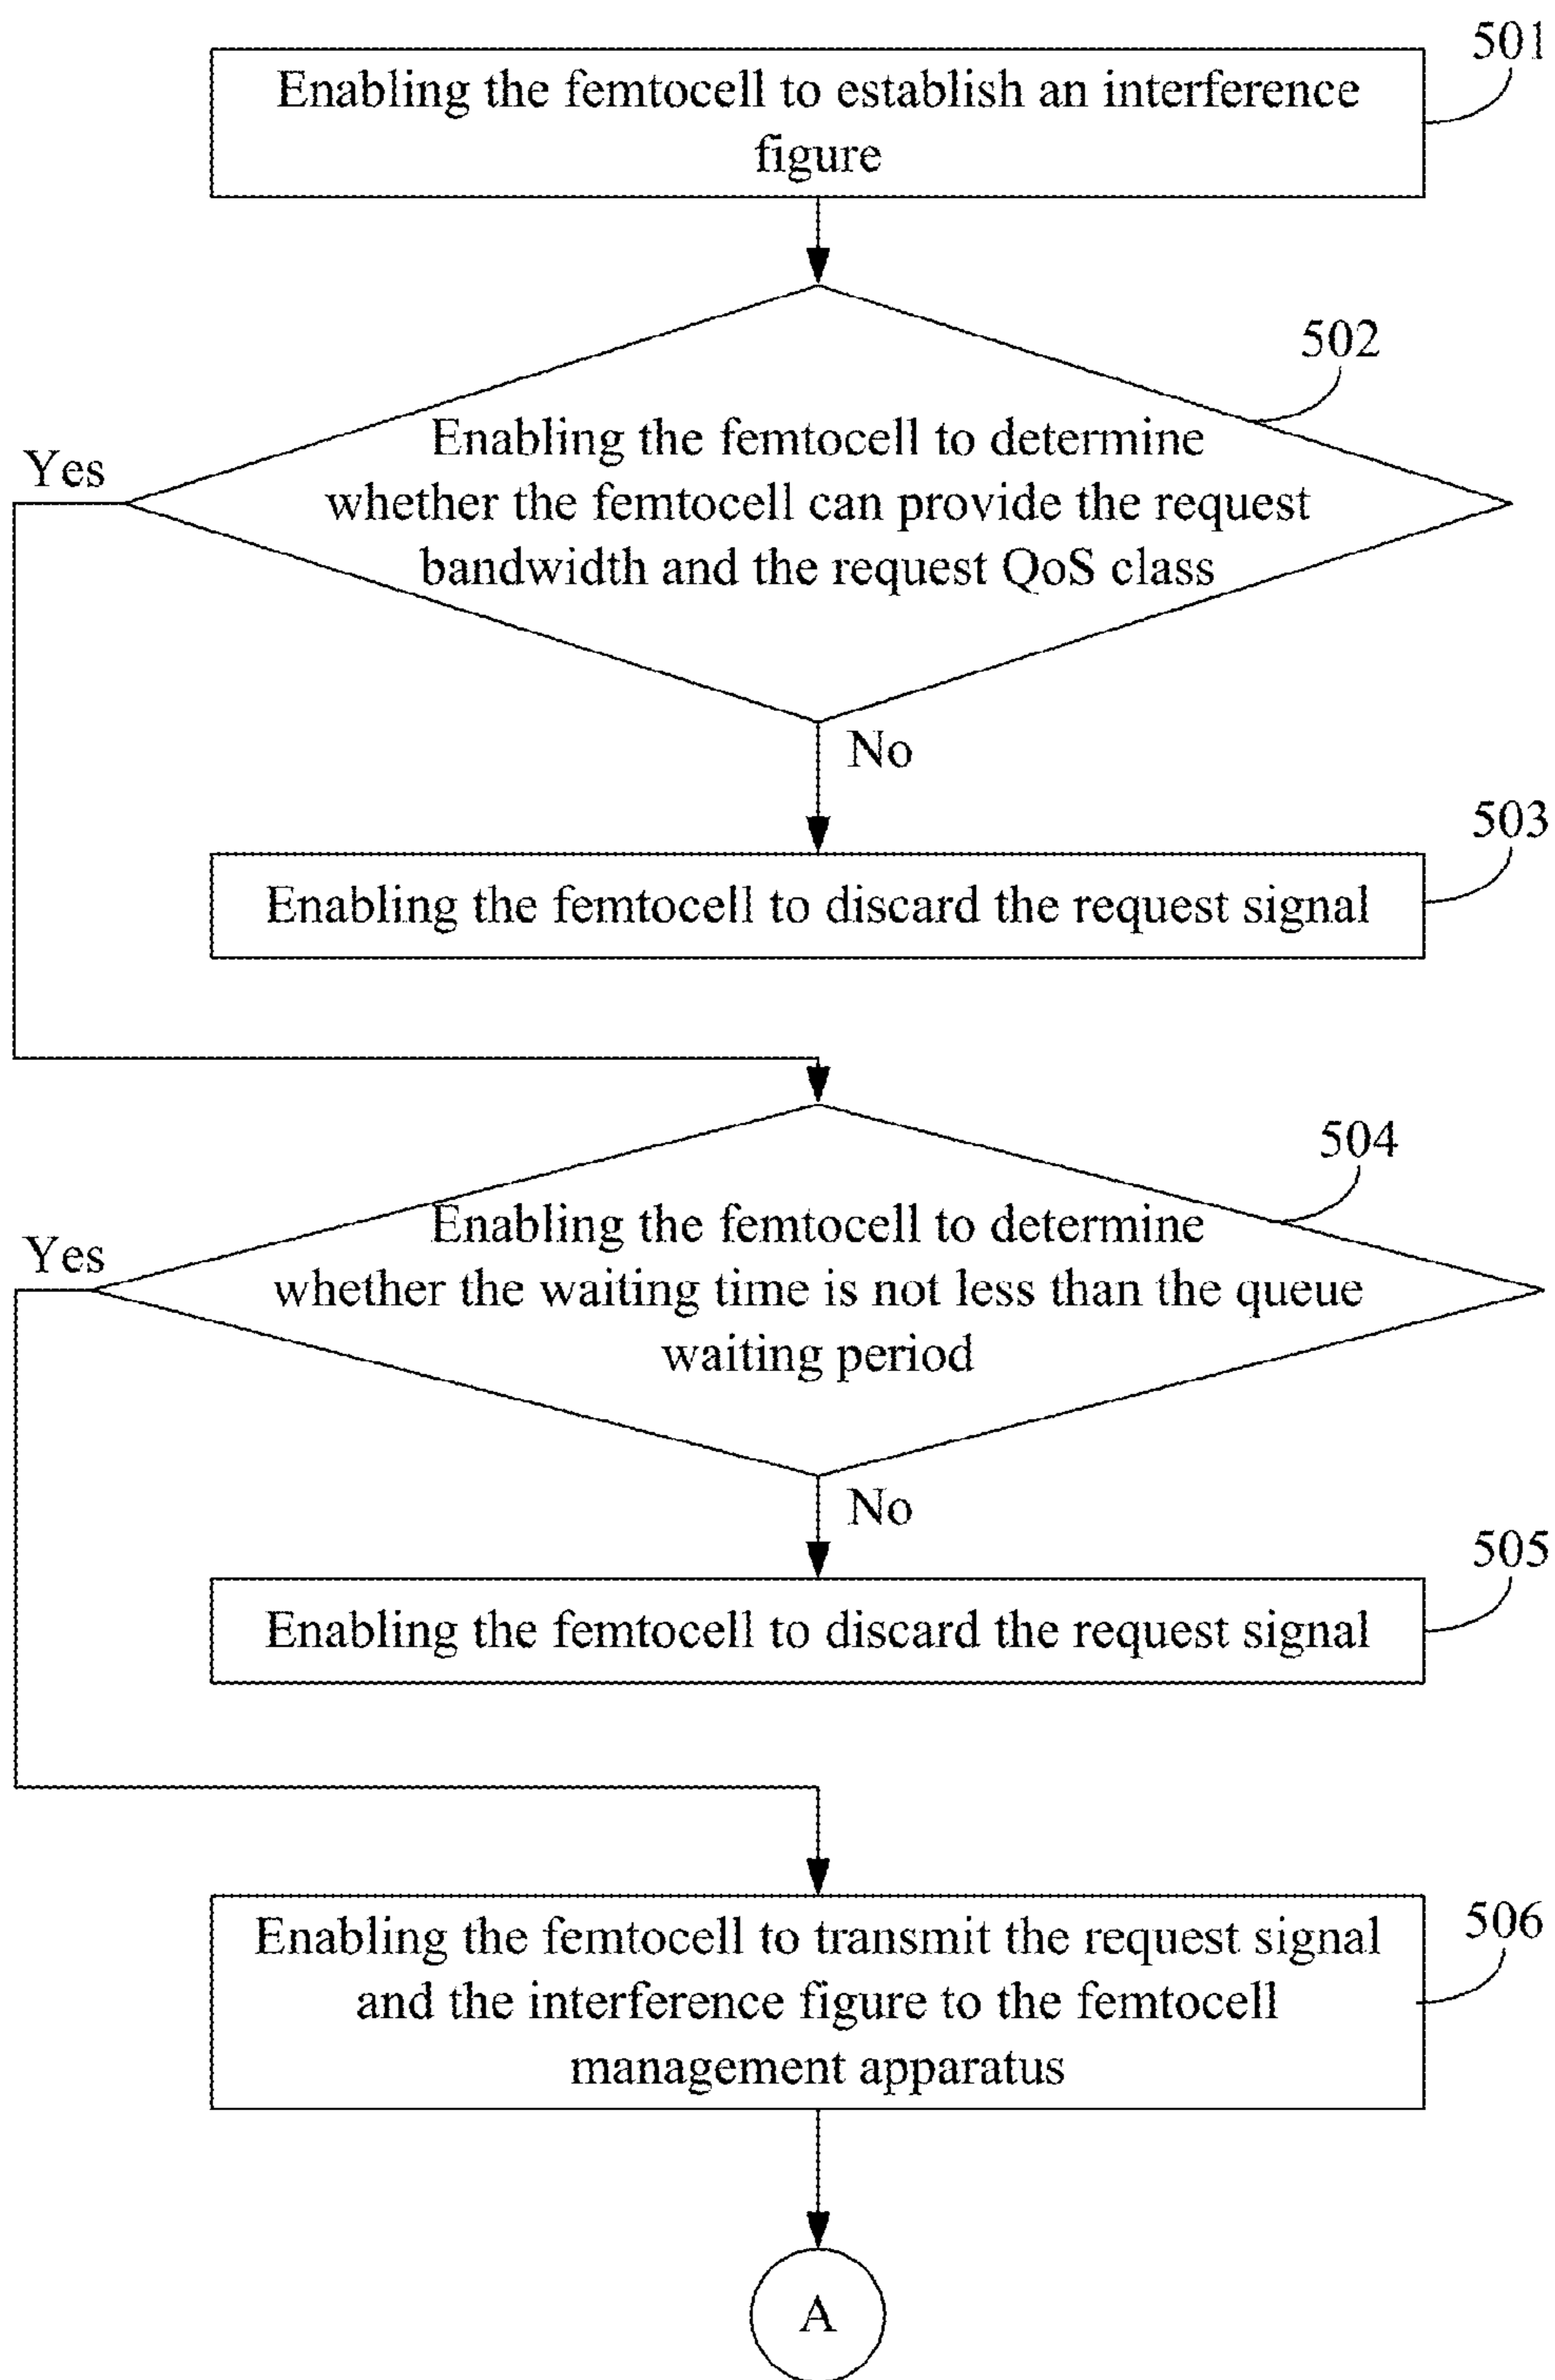 501
Enabling the femtocell to establish an interference
figure
502
Enabling the femtocell to determine
whether the femtocell can provide the request
bandwidth and the request QoS class
Yes
No
503
Enabling the femtocell to discard the request signal
504
Enabling the femtocell to determine
whether the waiting time is not less than the queue
waiting period
Yes
No
505
Enabling the femtocell to discard the request signal
506
Enabling the femtocell to transmit the request signal
and the interference figure to the femtocell
management apparatus
A